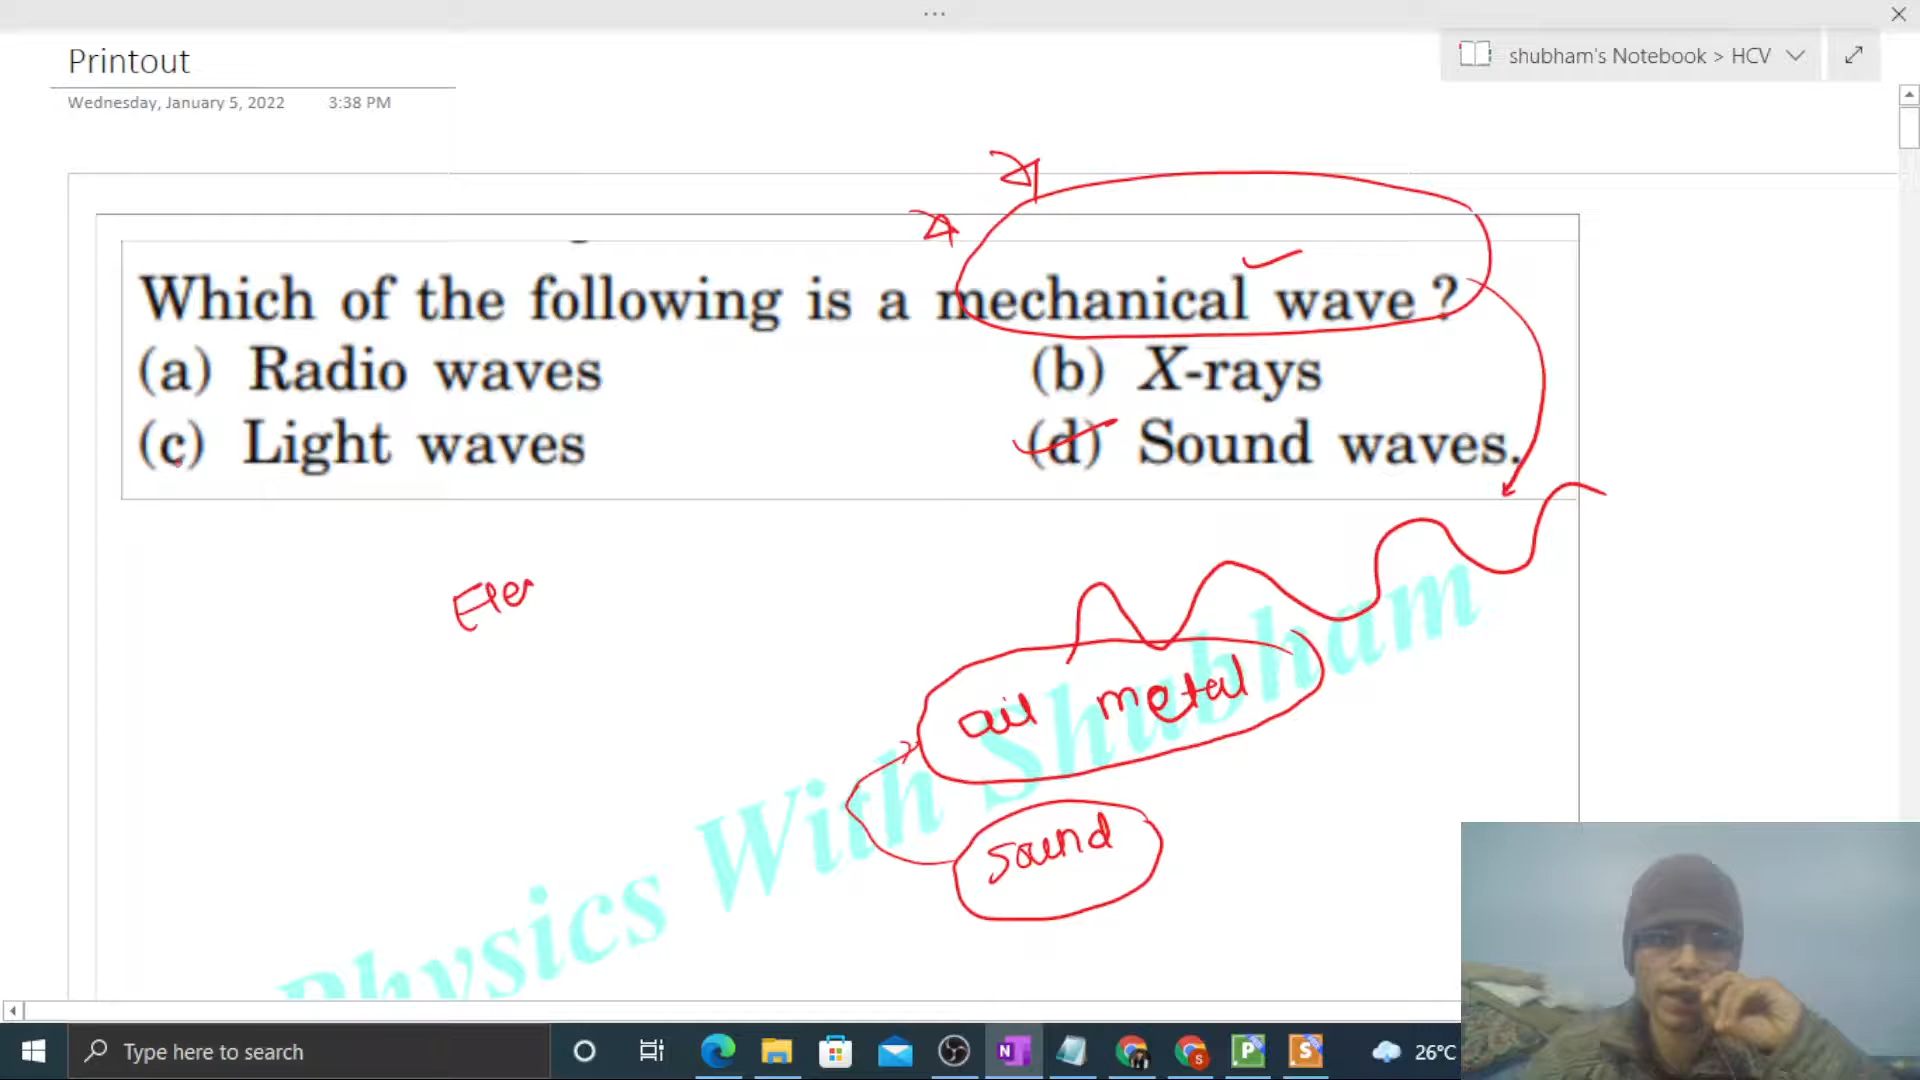 Printout
shubham's Notebook > HCV
Wednesday, January 5, 2022 3:38 PM
Which of the following is a mechanical wave ?
(a) Radio waves (b) X-rays
(c) Light waves (d) Sound waves.
Ele
air metal
sound
Physics With Shubham
Type here to search
26°C